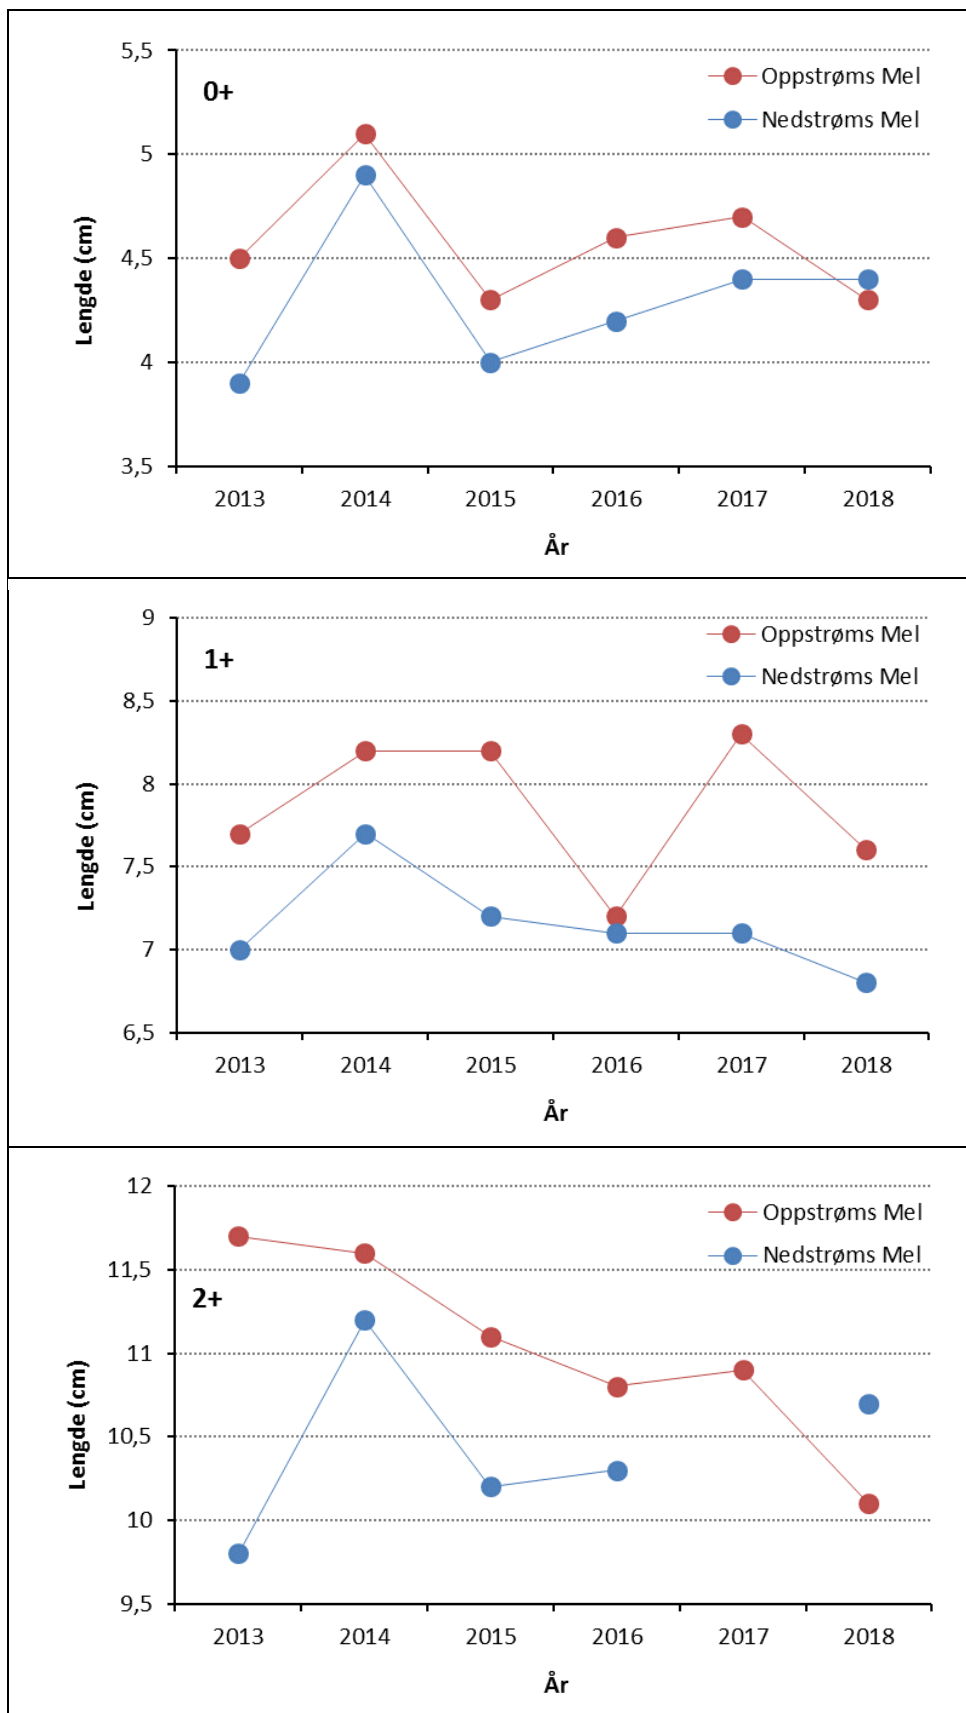 5,5
Oppstrøms Mel
0+
Nedstrøms Mel
5
Lengde (cm)
4,5
4
3,5
2013 2014 2015 2016 2017 2018
År
9
Oppstrøms Mel
1+
Nedstrøms Mel
8,5
8
Lengde (cm)
7,5
7
6,5
2013 2014 2015 2016 2017 2018
År
12
Oppstrøms Mel
Nedstrøms Mel
11,5
2+
11
Lengde (cm)
10,5
10
9,5
2013 2014 2015 2016 2017 2018
År